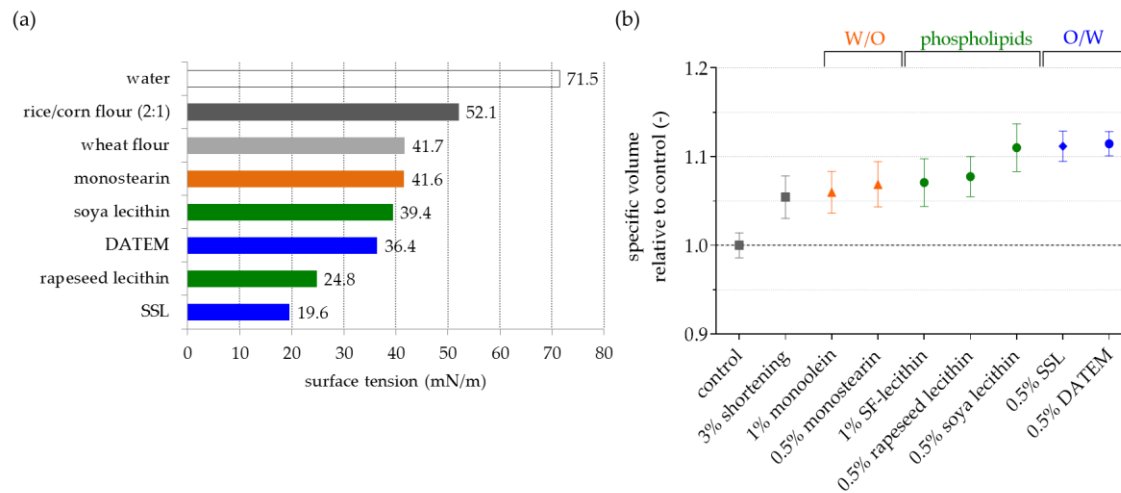 (a)
water
71.5
rice/corn flour (2:1)
52.1
wheat flour
41.7
monostearin
41.6
soya lecithin
39.4
DATEM
36.4
rapeseed lecithin
24.8
SSL
19.6
0 10 20 30 40 50 60 70 80
surface tension (mN/m)
(b)
W/O phospholipids O/W
1.2
1.1
1.0
0.9
specific volume
relative to control (-)
control
3% shortening
1% monoolein
0.5% monostearin
1% SF-lecithin
0.5% rapeseed lecithin
0.5% soya lecithin
0.5% SSL
0.5% DATEM